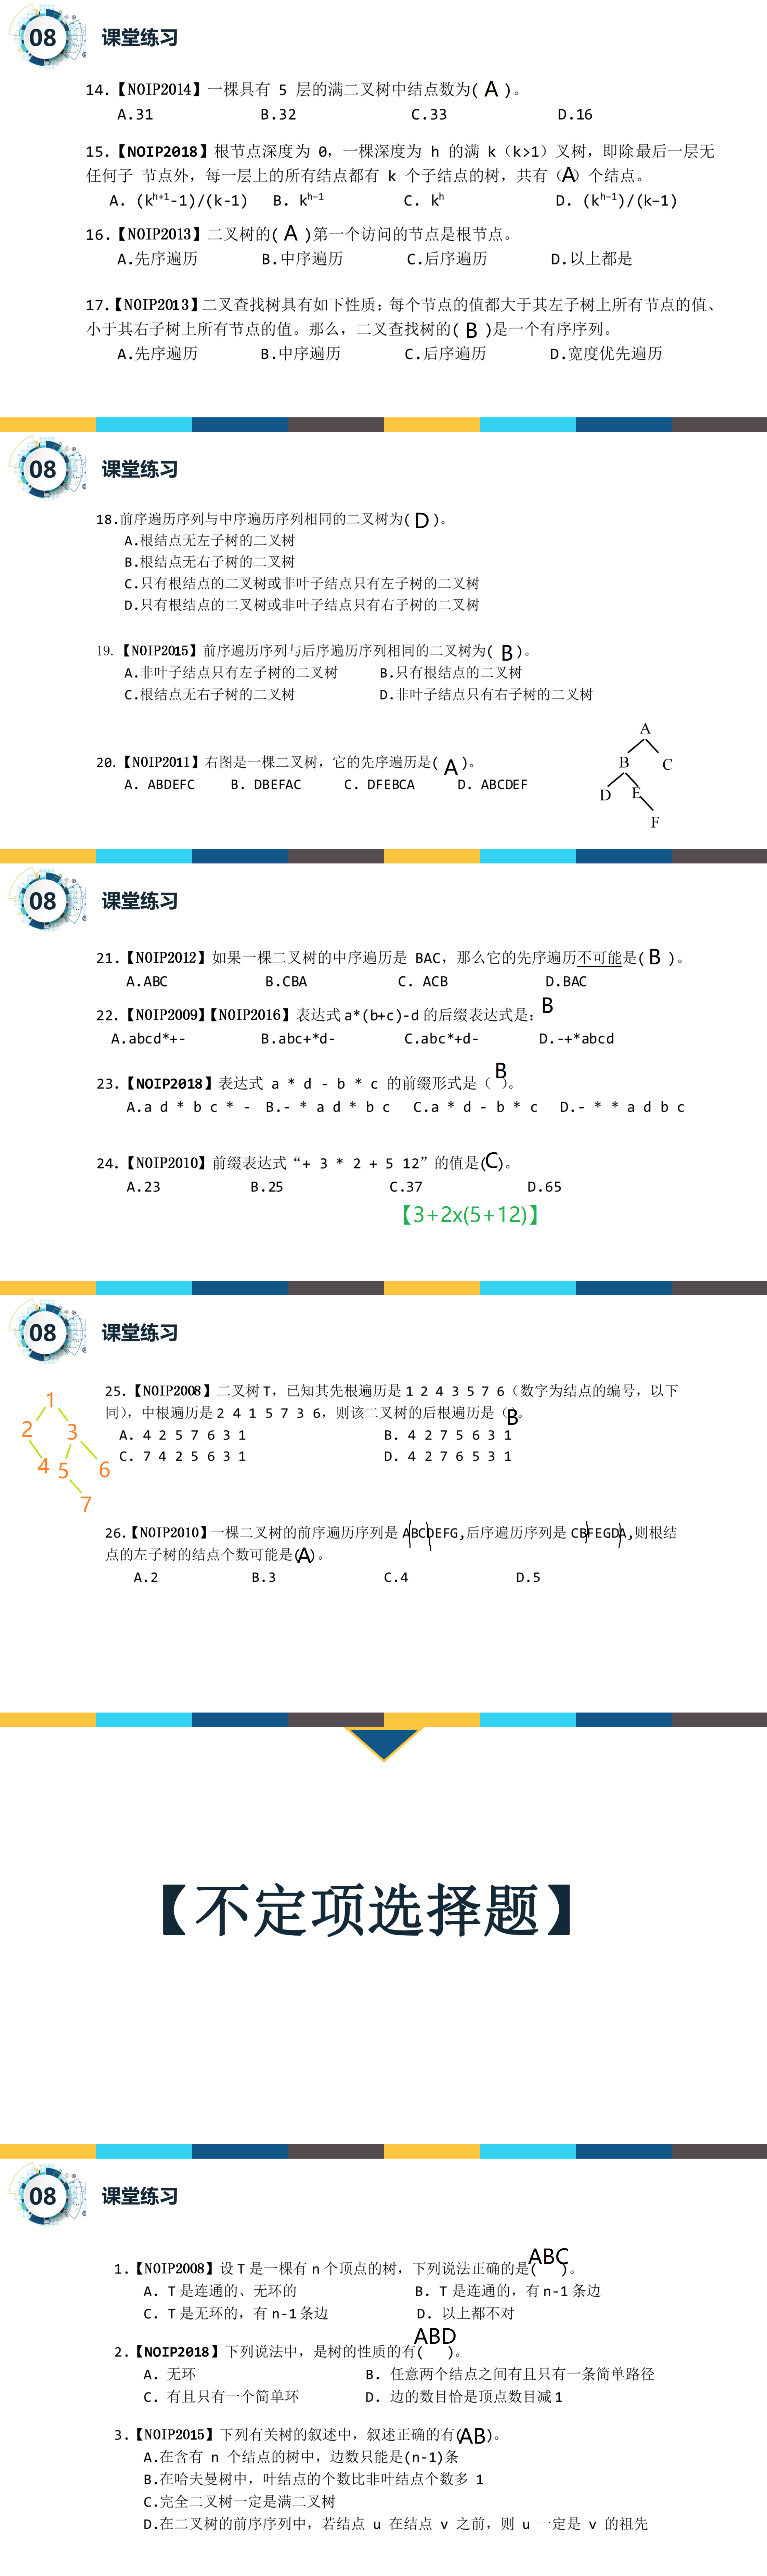 08 课堂练习
14.【NOIP2014】一棵具有 5 层的满二叉树中结点数为( A )。
A.31 B.32 C.33 D.16
15.【NOIP2018】根节点深度为 0，一棵深度为 h 的满 k（k>1）叉树，即除最后一层无
任何子 节点外，每一层上的所有结点都有 k 个子结点的树，共有（A）个结点。
A. (kʰ⁺¹-1)/(k-1) B. kʰ⁻¹ C. kʰ D. (kʰ⁻¹)/(k-1)
16.【NOIP2013】二叉树的( A )第一个访问的节点是根节点。
A.先序遍历 B.中序遍历 C.后序遍历 D.以上都是
17.【NOIP2013】二叉查找树具有如下性质：每个节点的值都大于其左子树上所有节点的值、
小于其右子树上所有节点的值。那么，二叉查找树的( B )是一个有序序列。
A.先序遍历 B.中序遍历 C.后序遍历 D.宽度优先遍历
08 课堂练习
18.前序遍历序列与中序遍历序列相同的二叉树为( D )。
A.根结点无左子树的二叉树
B.根结点无右子树的二叉树
C.只有根结点的二叉树或非叶子结点只有左子树的二叉树
D.只有根结点的二叉树或非叶子结点只有右子树的二叉树
19.【NOIP2015】前序遍历序列与后序遍历序列相同的二叉树为( B )。
A.非叶子结点只有左子树的二叉树 B.只有根结点的二叉树
C.根结点无右子树的二叉树 D.非叶子结点只有右子树的二叉树
20.【NOIP2011】右图是一棵二叉树，它的先序遍历是( A )。
A. ABDEFC B. DBEFAC C. DFEBCA D. ABCDEF
A
B C
D E
F
08 课堂练习
21.【NOIP2012】如果一棵二叉树的中序遍历是 BAC，那么它的先序遍历不可能是( B )。
A.ABC B.CBA C. ACB D.BAC
22.【NOIP2009】【NOIP2016】表达式a*(b+c)-d的后缀表达式是: B
A.abcd*+- B.abc+*d- C.abc*+d- D.-+*abcd
23.【NOIP2018】表达式 a * d - b * c 的前缀形式是（B）。
A.a d * b c * - B.- * a d * b c C.a * d - b * c D.- * * a d b c
24.【NOIP2010】前缀表达式“+ 3 * 2 + 5 12”的值是(C)。
A.23 B.25 C.37 D.65
【3+2x(5+12)】
08 课堂练习
25.【NOIP2008】二叉树T，已知其先根遍历是1 2 4 3 5 7 6（数字为结点的编号，以下
同），中根遍历是2 4 1 5 7 3 6，则该二叉树的后根遍历是（B）。
A. 4 2 5 7 6 3 1 B. 4 2 7 5 6 3 1
C. 7 4 2 5 6 3 1 D. 4 2 7 6 5 3 1
1
2 3
4 5 6
7
26.【NOIP2010】一棵二叉树的前序遍历序列是 ABCDEFG,后序遍历序列是 CBFEGDA,则根结
点的左子树的结点个数可能是(A)。
A.2 B.3 C.4 D.5
【不定项选择题】
08 课堂练习
1.【NOIP2008】设T是一棵有n个顶点的树，下列说法正确的是( ABC )。
A. T是连通的、无环的 B. T是连通的，有n-1条边
C. T是无环的，有n-1条边 D. 以上都不对
2.【NOIP2018】下列说法中，是树的性质的有( ABD )。
A. 无环 B. 任意两个结点之间有且只有一条简单路径
C. 有且只有一个简单环 D. 边的数目恰是顶点数目减1
3.【NOIP2015】下列有关树的叙述中，叙述正确的有(AB)。
A.在含有 n 个结点的树中，边数只能是(n-1)条
B.在哈夫曼树中，叶结点的个数比非叶结点个数多 1
C.完全二叉树一定是满二叉树
D.在二叉树的前序序列中，若结点 u 在结点 v 之前，则 u 一定是 v 的祖先